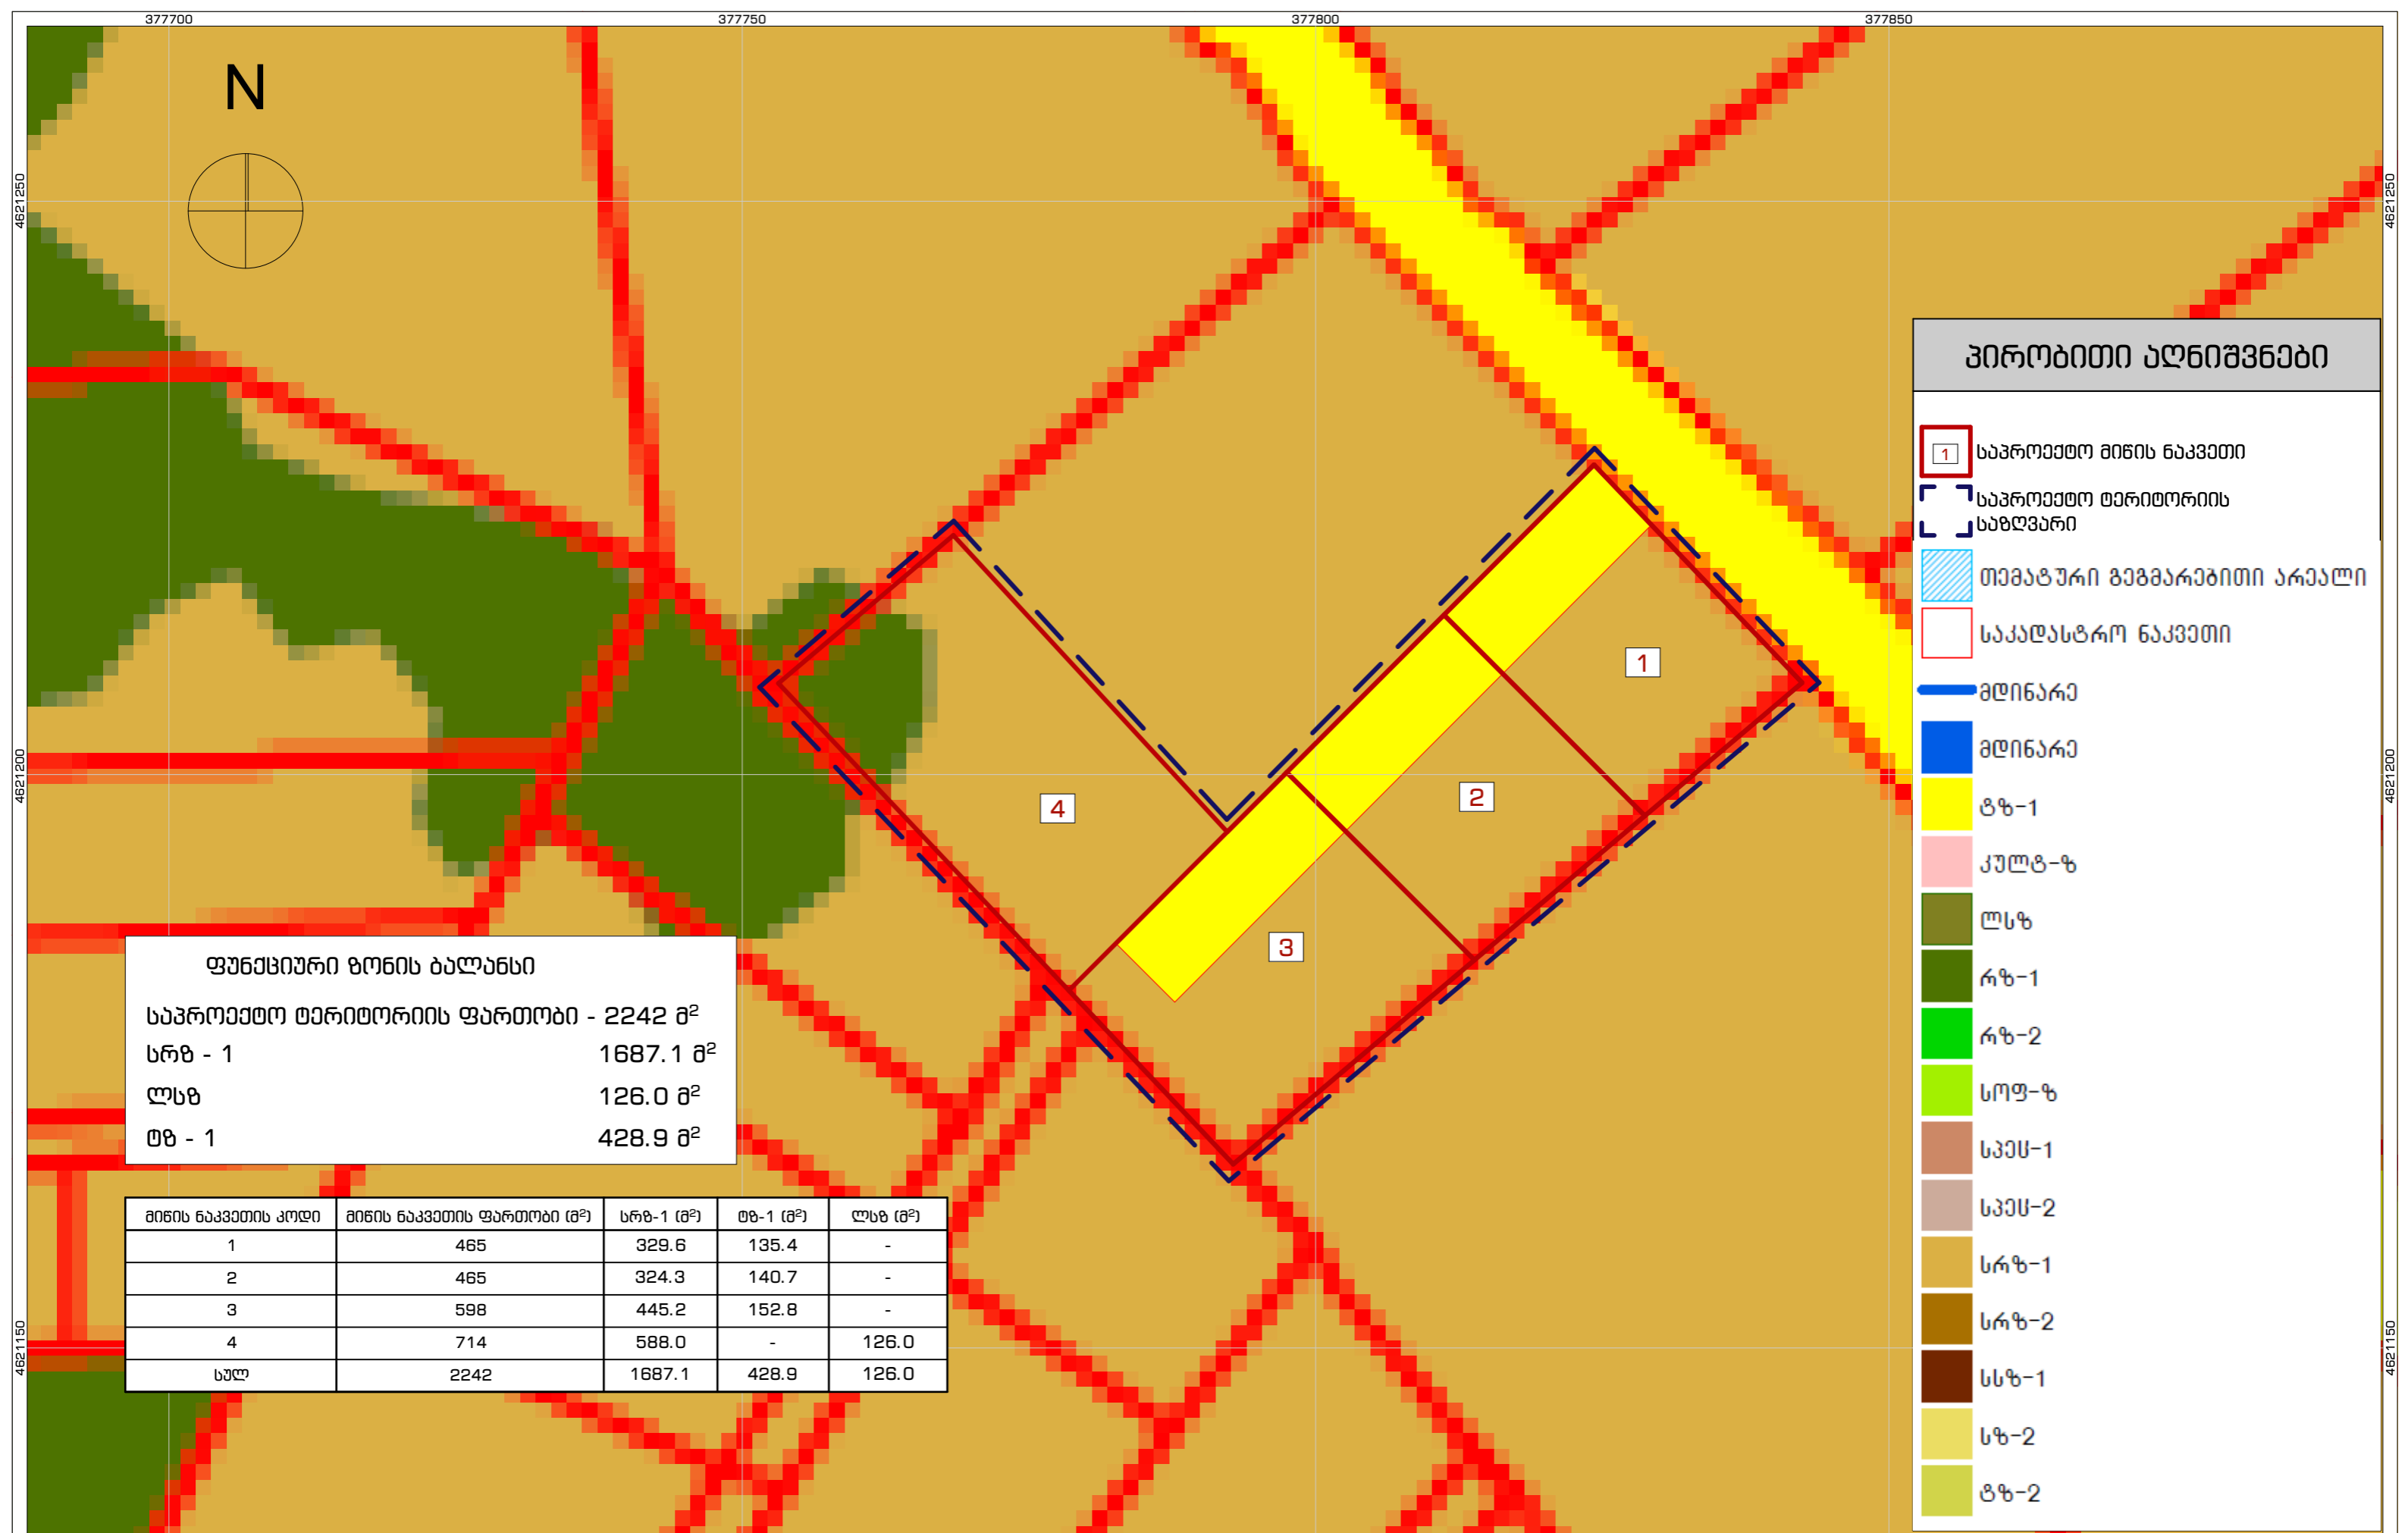 377700 377750 377800 377850
N
4621250 4621250
პირობითი აღნიშვნები
1 საპროექტო მიწის ნაკვეთი
საპროექტო ტერიტორიის
საზღვარი
თემატური გეგმარებითი არეალი
საკადასტრო ნაკვეთი
მდინარე
მდინარე
ტზ-1
კულტ-ზ
ლსზ
რზ-1
რზ-2
სოფ-ზ
სპეც-1
სპეც-2
სრზ-1
სრზ-2
სსზ-1
სზ-2
ტზ-2
1
2
3
4
4621200 4621200
ფუნქციური ზონის ბალანსი
საპროექტო ტერიტორიის ფართობი - 2242 მ²
სრზ - 1 1687.1 მ²
ლსზ 126.0 მ²
ტზ - 1 428.9 მ²
მიწის ნაკვეთის კოდი მიწის ნაკვეთის ფართობი (მ²) სრზ-1 (მ²) ტზ-1 (მ²) ლსზ (მ²)
1 465 329.6 135.4 -
2 465 324.3 140.7 -
3 598 445.2 152.8 -
4 714 588.0 - 126.0
სულ 2242 1687.1 428.9 126.0
4621150 4621150